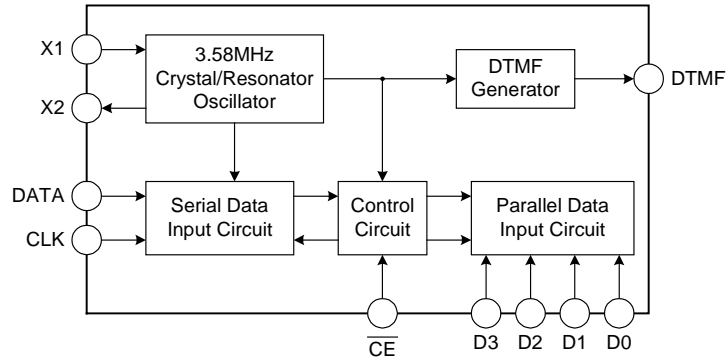 X1
3.58MHz
Crystal/Resonator
Oscillator
DTMF
Generator
DTMF
X2
DATA
Serial Data
Input Circuit
Control
Circuit
Parallel Data
Input Circuit
CLK
CE
D3
D2
D1
D0